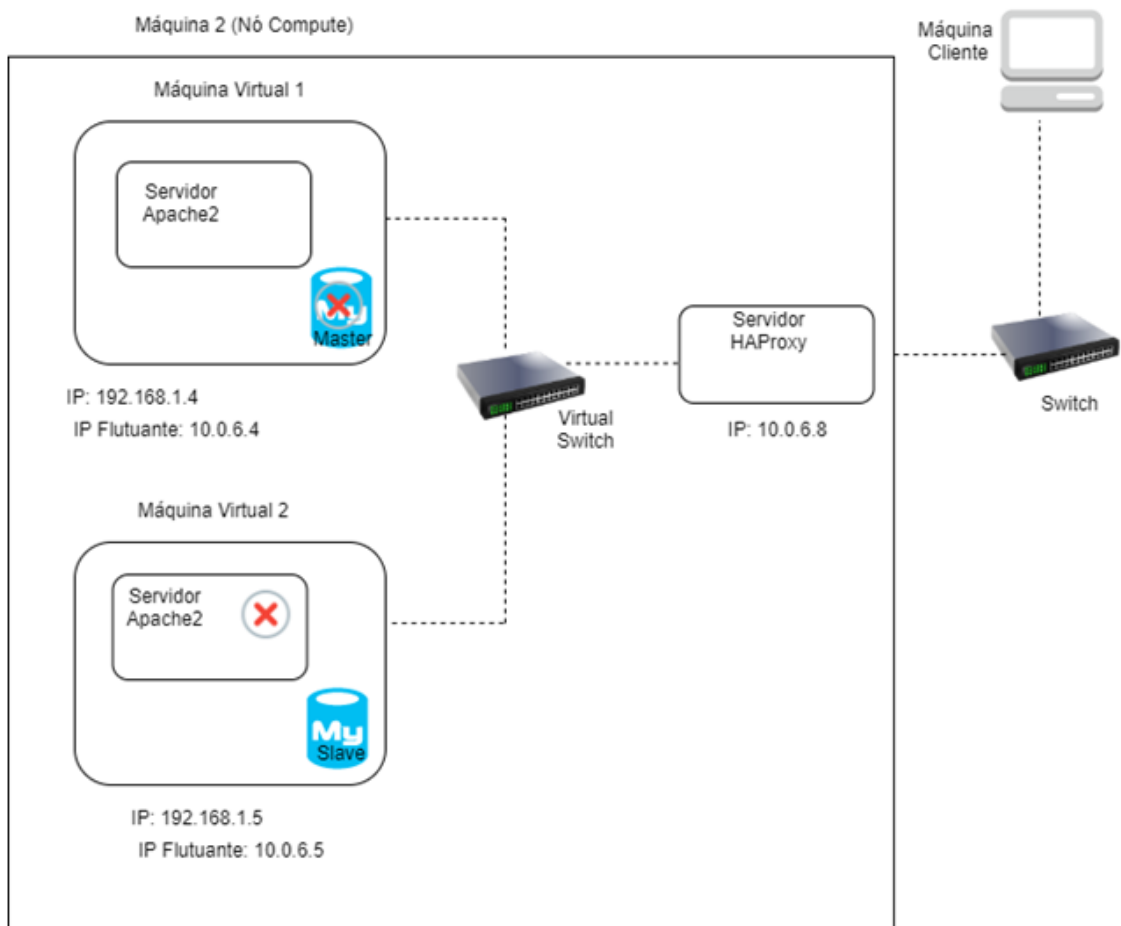 Máquina 2 (Nó Compute)
Máquina
Cliente
Máquina Virtual 1
Servidor
Apache2
My
Master
IP: 192.168.1.4
IP Flutuante: 10.0.6.4
Servidor
HAProxy
IP: 10.0.6.8
Virtual
Switch
Switch
Máquina Virtual 2
Servidor
Apache2
My
Slave
IP: 192.168.1.5
IP Flutuante: 10.0.6.5